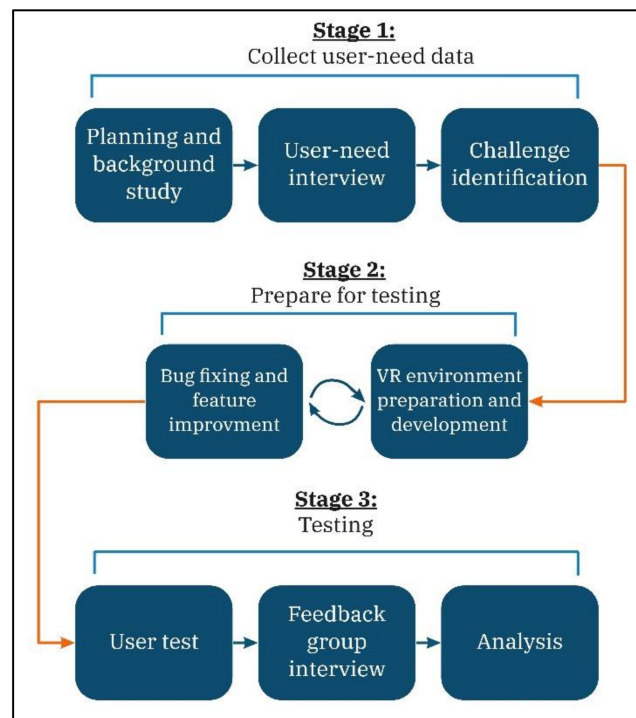 Stage 1:
Collect user-need data
Planning and
background
study
User-need
interview
Challenge
identification
Stage 2:
Prepare for testing
Bug fixing and
feature
improvment
VR environment
preparation and
development
Stage 3:
Testing
User test
Feedback
group
interview
Analysis